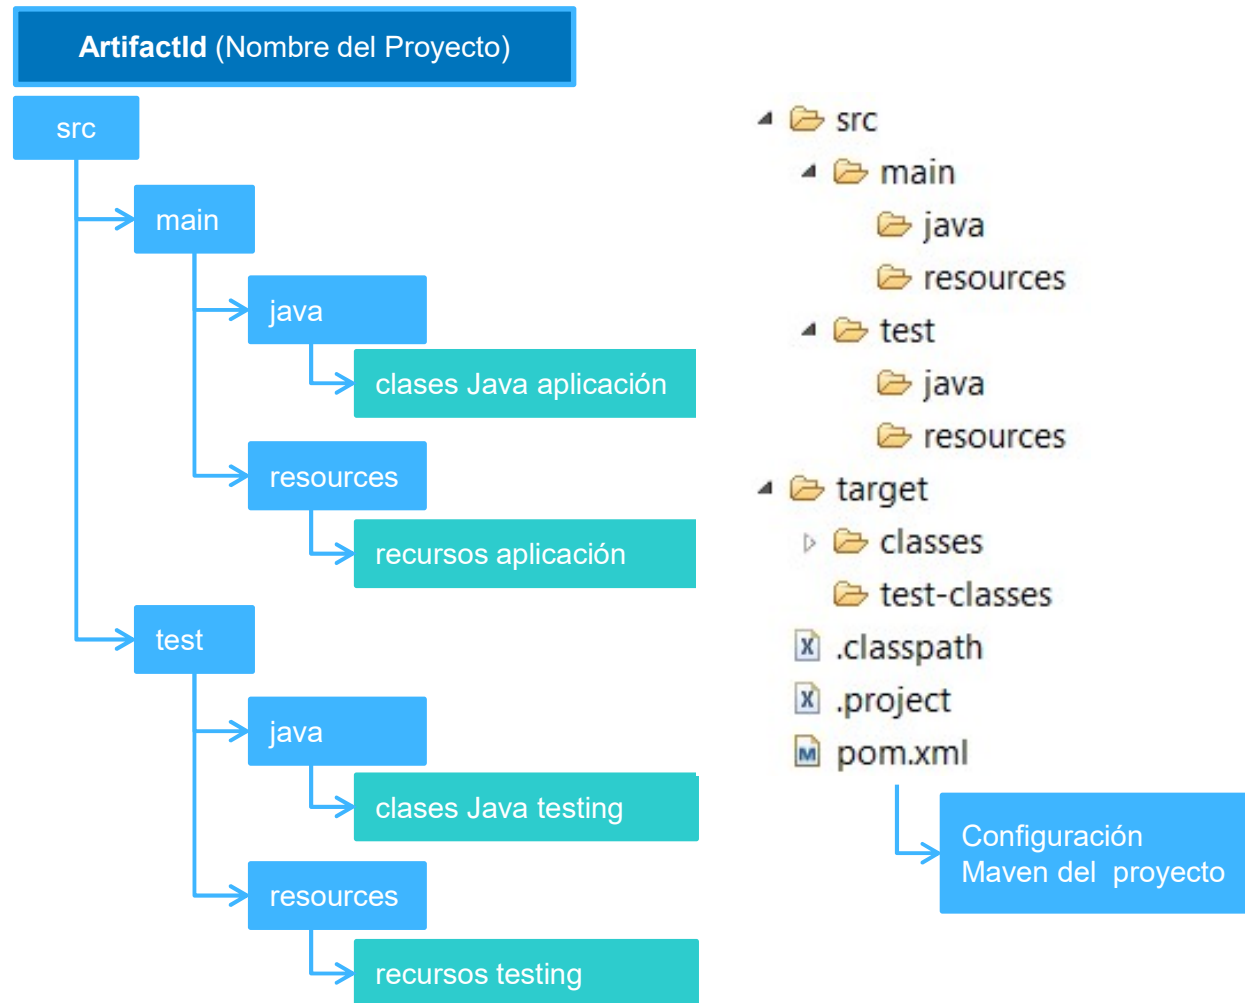 ArtifactId (Nombre del Proyecto)
src
main
java
clases Java aplicación
resources
recursos aplicación
test
java
clases Java testing
resources
recursos testing
src
main
java
resources
test
java
resources
target
classes
test-classes
.classpath
.project
pom.xml
Configuración
Maven del proyecto